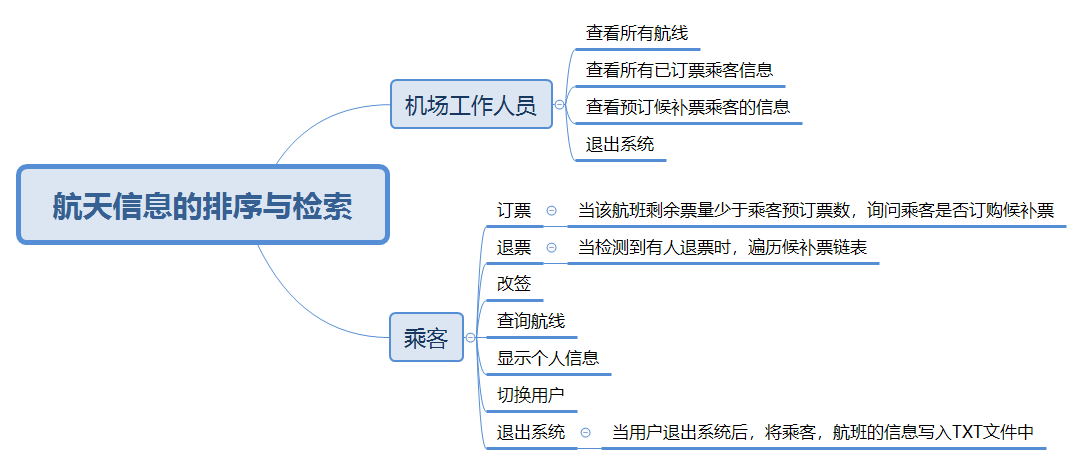 航天信息的排序与检索
机场工作人员
查看所有航线
查看所有已订票乘客信息
查看预订候补票乘客的信息
退出系统
乘客
订票
当该航班剩余票量少于乘客预订票数，询问乘客是否订购候补票
退票
当检测到有人退票时，遍历候补票链表
改签
查询航线
显示个人信息
切换用户
退出系统
当用户退出系统后，将乘客，航班的信息写入TXT文件中